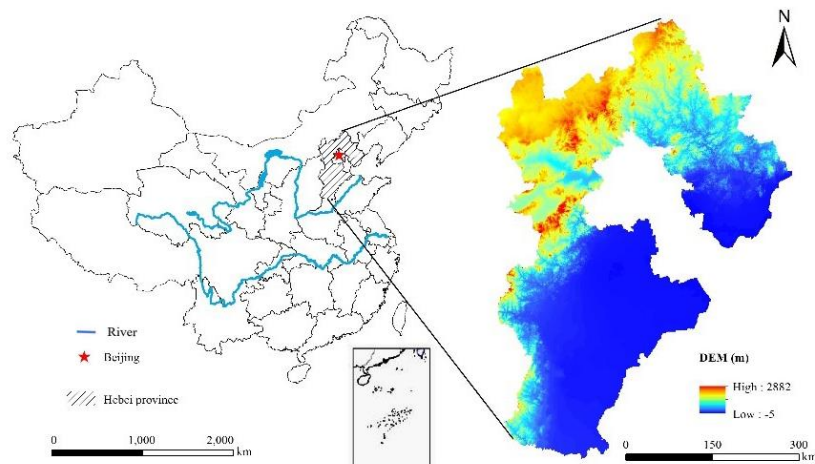 N
River
Beijing
Hebei province
0 1,000 2,000
km
DEM (m)
High : 2882
Low : -5
0 150 300
km